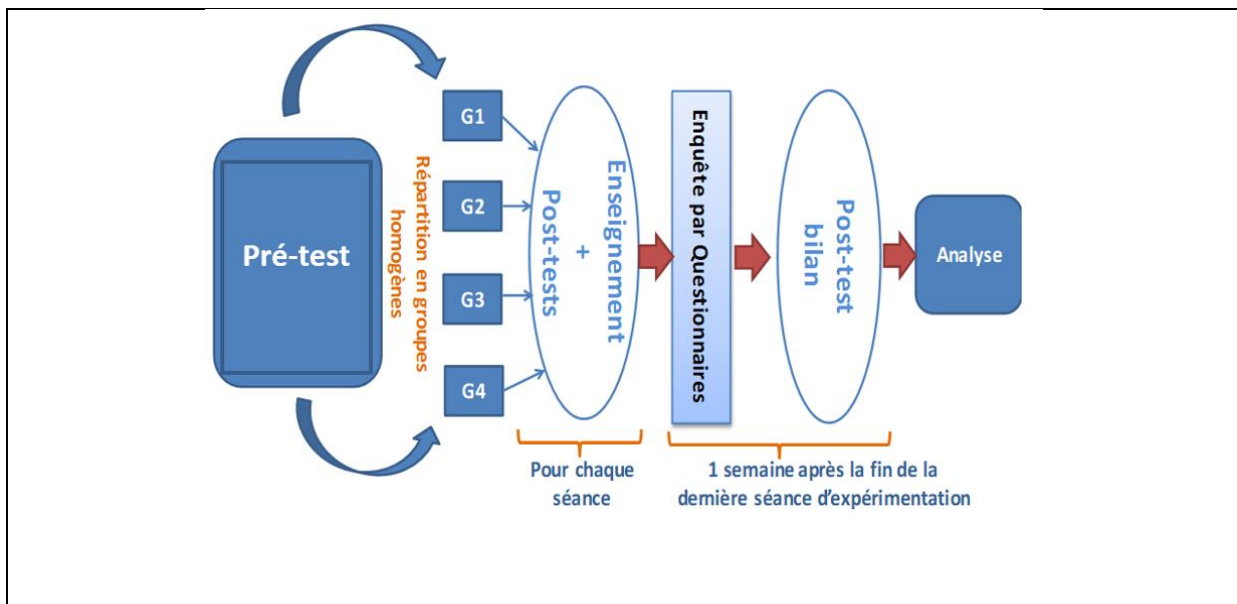 Pré-test
Répartition en groupes
homogènes
G1
G2
G3
G4
Enseignement
+
Post-tests
Enquête par Questionnaires
Post-test
bilan
Analyse
Pour chaque
séance
1 semaine après la fin de la
dernière séance d’expérimentation